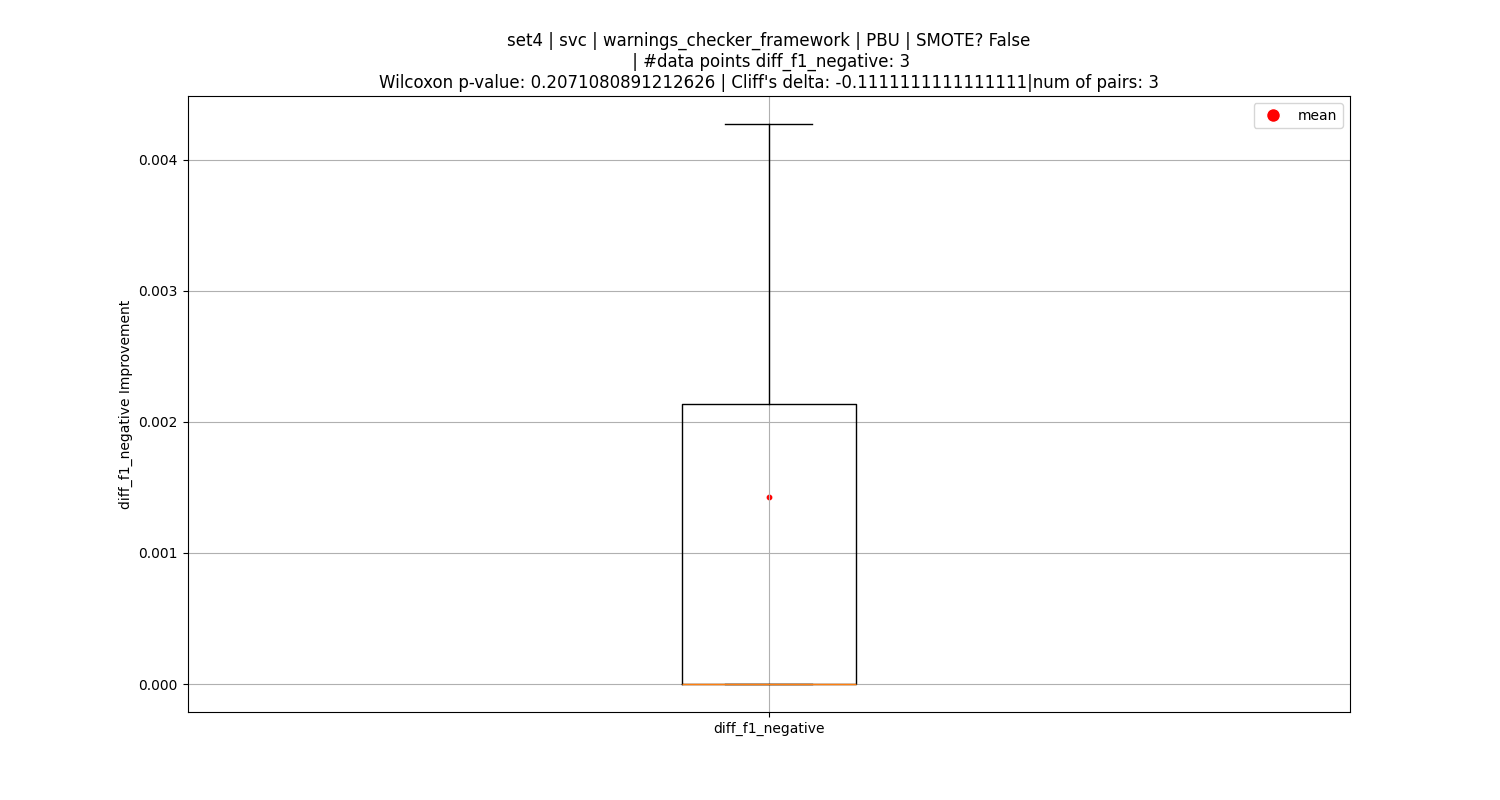 set4 | svc | warnings_checker_framework | PBU | SMOTE? False
| #data points diff_f1_negative: 3
Wilcoxon p-value: 0.2071080891212626 | Cliff's delta: -0.1111111111111111|num of pairs: 3
mean
0.004
0.003
0.002
0.001
0.000
diff_f1_negative Improvement
diff_f1_negative